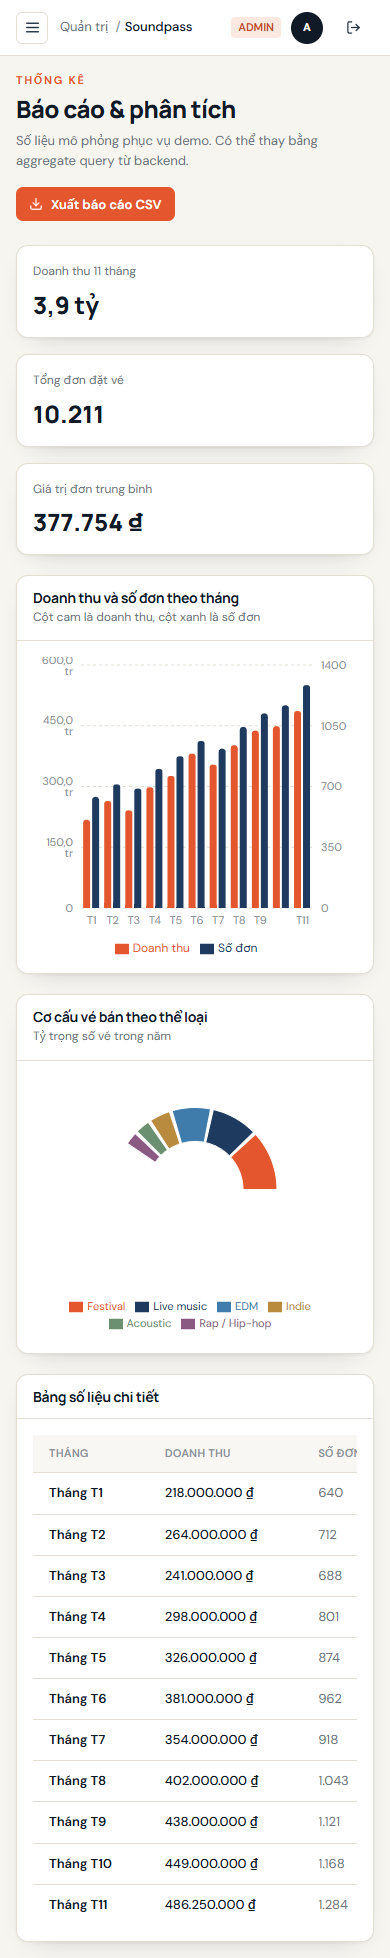 Quản trị / Soundpass
ADMIN
A
THỐNG KÊ
Báo cáo & phân tích
Số liệu mô phỏng phục vụ demo. Có thể thay bằng
aggregate query từ backend.
Xuất báo cáo CSV
Doanh thu 11 tháng
3,9 tỷ
Tổng đơn đặt vé
10.211
Giá trị đơn trung bình
377.754 ₫
Doanh thu và số đơn theo tháng
Cột cam là doanh thu, cột xanh là số đơn
600,0
tr
1400
450,0
tr
1050
300,0
tr
700
150,0
tr
350
0
0
T1 T2 T3 T4 T5 T6 T7 T8 T9 T11
Doanh thu Số đơn
Cơ cấu vé bán theo thể loại
Tỷ trọng số vé trong năm
Festival Live music EDM Indie
Acoustic Rap / Hip-hop
Bảng số liệu chi tiết
THÁNG DOANH THU SỐ ĐƠN
Tháng T1 218.000.000 ₫ 640
Tháng T2 264.000.000 ₫ 712
Tháng T3 241.000.000 ₫ 688
Tháng T4 298.000.000 ₫ 801
Tháng T5 326.000.000 ₫ 874
Tháng T6 381.000.000 ₫ 962
Tháng T7 354.000.000 ₫ 918
Tháng T8 402.000.000 ₫ 1.043
Tháng T9 438.000.000 ₫ 1.121
Tháng T10 449.000.000 ₫ 1.168
Tháng T11 486.250.000 ₫ 1.284